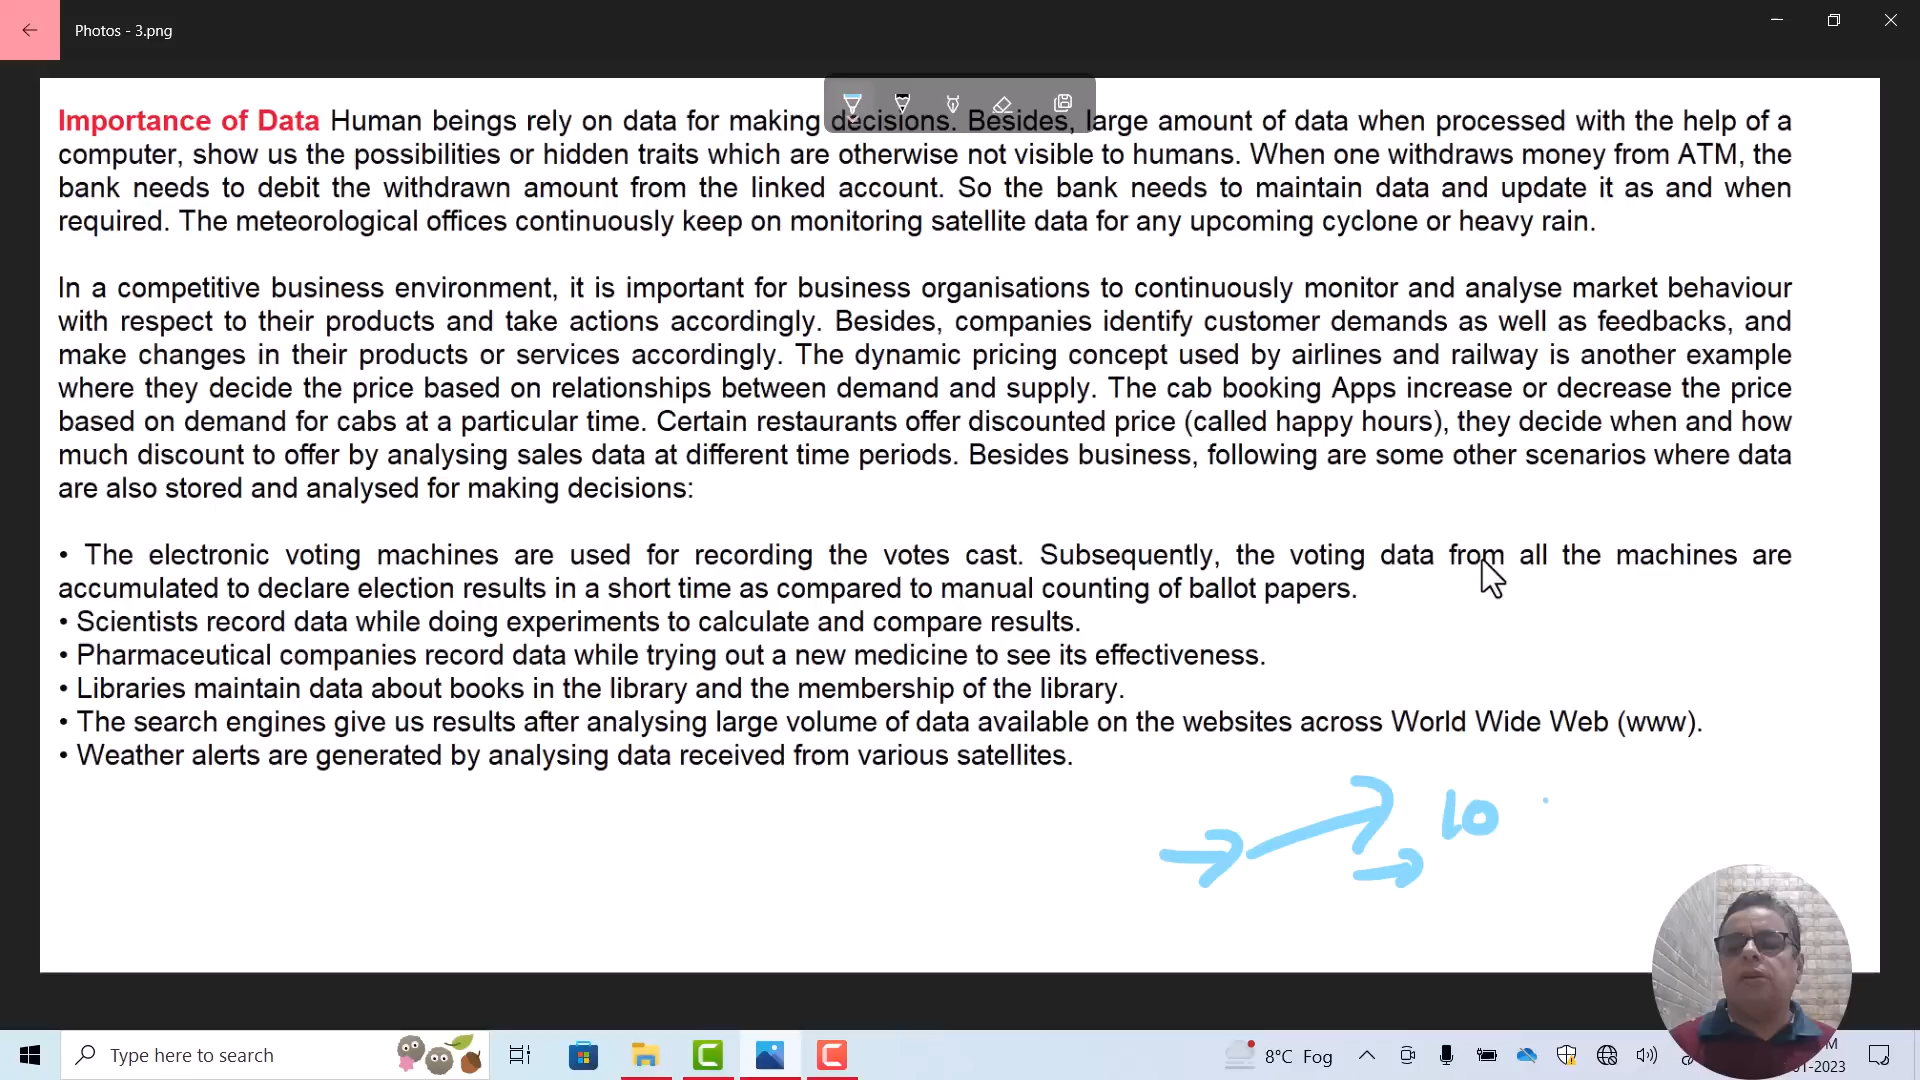 Photos - 3.png
Importance of Data Human beings rely on data for making decisions. Besides, large amount of data when processed with the help of a
computer, show us the possibilities or hidden traits which are otherwise not visible to humans. When one withdraws money from ATM, the
bank needs to debit the withdrawn amount from the linked account. So the bank needs to maintain data and update it as and when
required. The meteorological offices continuously keep on monitoring satellite data for any upcoming cyclone or heavy rain.
In a competitive business environment, it is important for business organisations to continuously monitor and analyse market behaviour
with respect to their products and take actions accordingly. Besides, companies identify customer demands as well as feedbacks, and
make changes in their products or services accordingly. The dynamic pricing concept used by airlines and railway is another example
where they decide the price based on relationships between demand and supply. The cab booking Apps increase or decrease the price
based on demand for cabs at a particular time. Certain restaurants offer discounted price (called happy hours), they decide when and how
much discount to offer by analysing sales data at different time periods. Besides business, following are some other scenarios where data
are also stored and analysed for making decisions:
• The electronic voting machines are used for recording the votes cast. Subsequently, the voting data from all the machines are
accumulated to declare election results in a short time as compared to manual counting of ballot papers.
• Scientists record data while doing experiments to calculate and compare results.
• Pharmaceutical companies record data while trying out a new medicine to see its effectiveness.
• Libraries maintain data about books in the library and the membership of the library.
• The search engines give us results after analysing large volume of data available on the websites across World Wide Web (www).
• Weather alerts are generated by analysing data received from various satellites.
10
Type here to search
8°C Fog